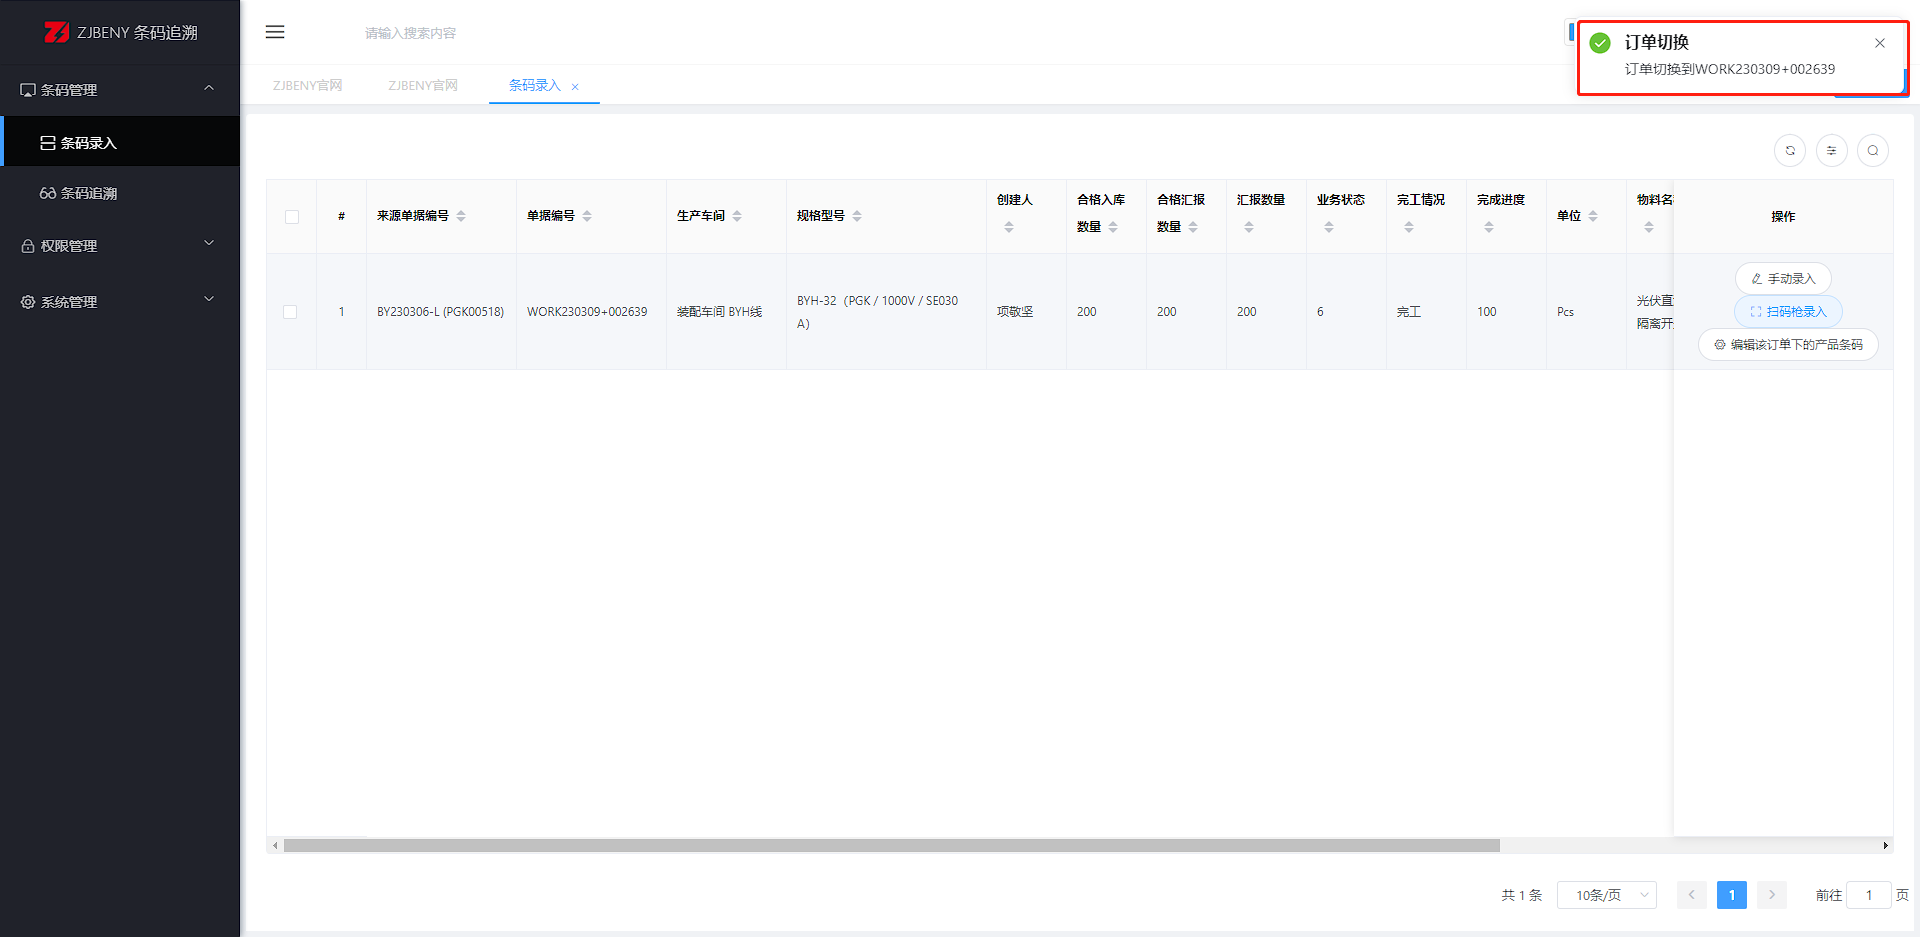 ZJBENY 条码追溯
条码管理
条码录入
条码追溯
权限管理
系统管理
请输入搜索内容
ZJBENY官网
ZJBENY官网
条码录入
订单切换
订单切换到WORK230309+002639
#
来源单据编号
单据编号
生产车间
规格型号
创建人
合格入库
数量
合格汇报
数量
汇报数量
业务状态
完工情况
完成进度
单位
物料名
操作
1
BY230306-L (PGK00518)
WORK230309+002639
装配车间 BYH线
BYH-32（PGK / 1000V / SE030
A）
项敬坚
200
200
200
6
完工
100
Pcs
光伏直
隔离开
手动录入
扫码枪录入
编辑该订单下的产品条码
共 1 条
10条/页
1
前往 1 页